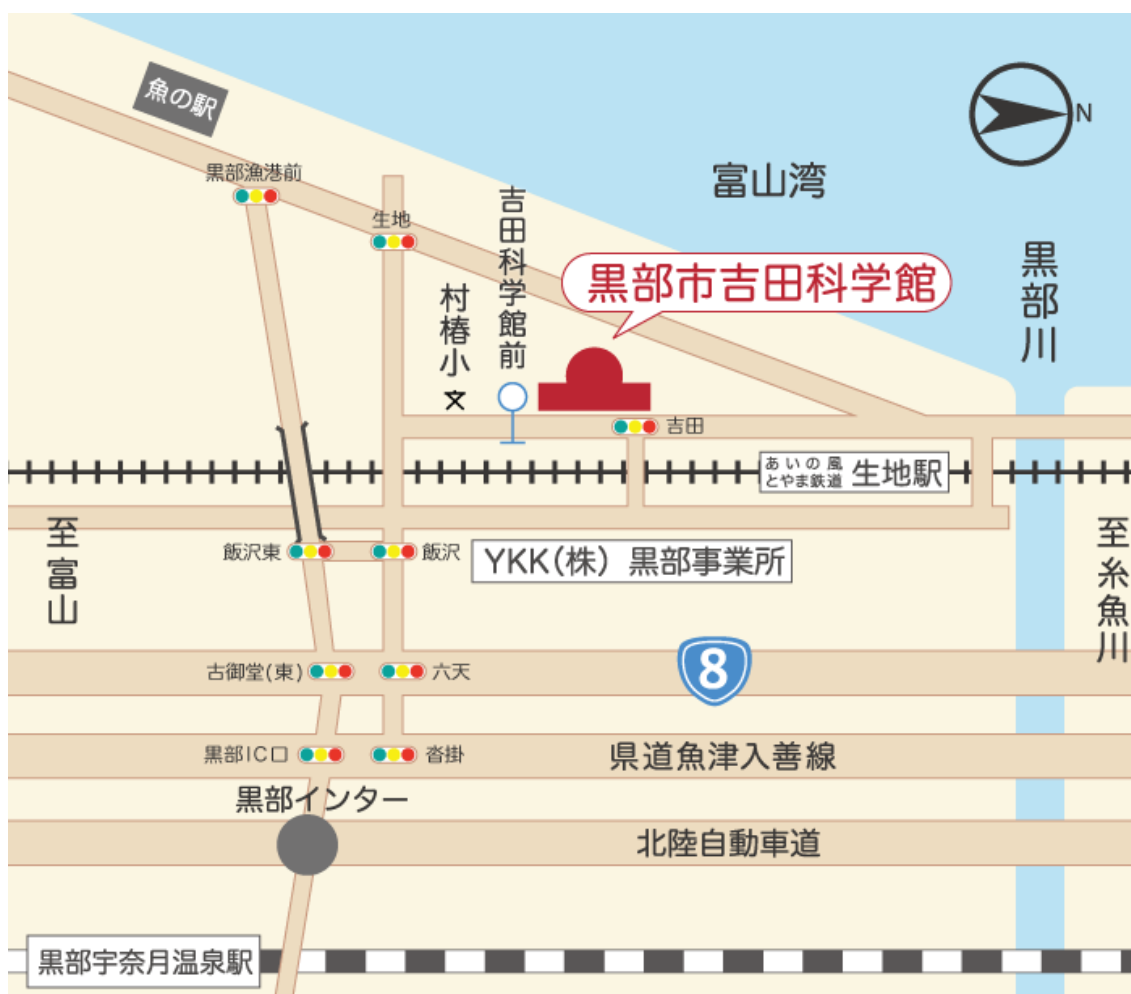 魚の駅
N
黒部漁港前
富山湾
生地
吉田科学館前
黒部川
黒部市吉田科学館
村椿小
文
吉田
あいの風
とやま鉄道
生地駅
至富山
至糸魚川
飯沢東
飯沢
YKK(株) 黒部事業所
古御堂(東)
六天
8
黒部IC口
沓掛
県道魚津入善線
黒部インター
北陸自動車道
黒部宇奈月温泉駅